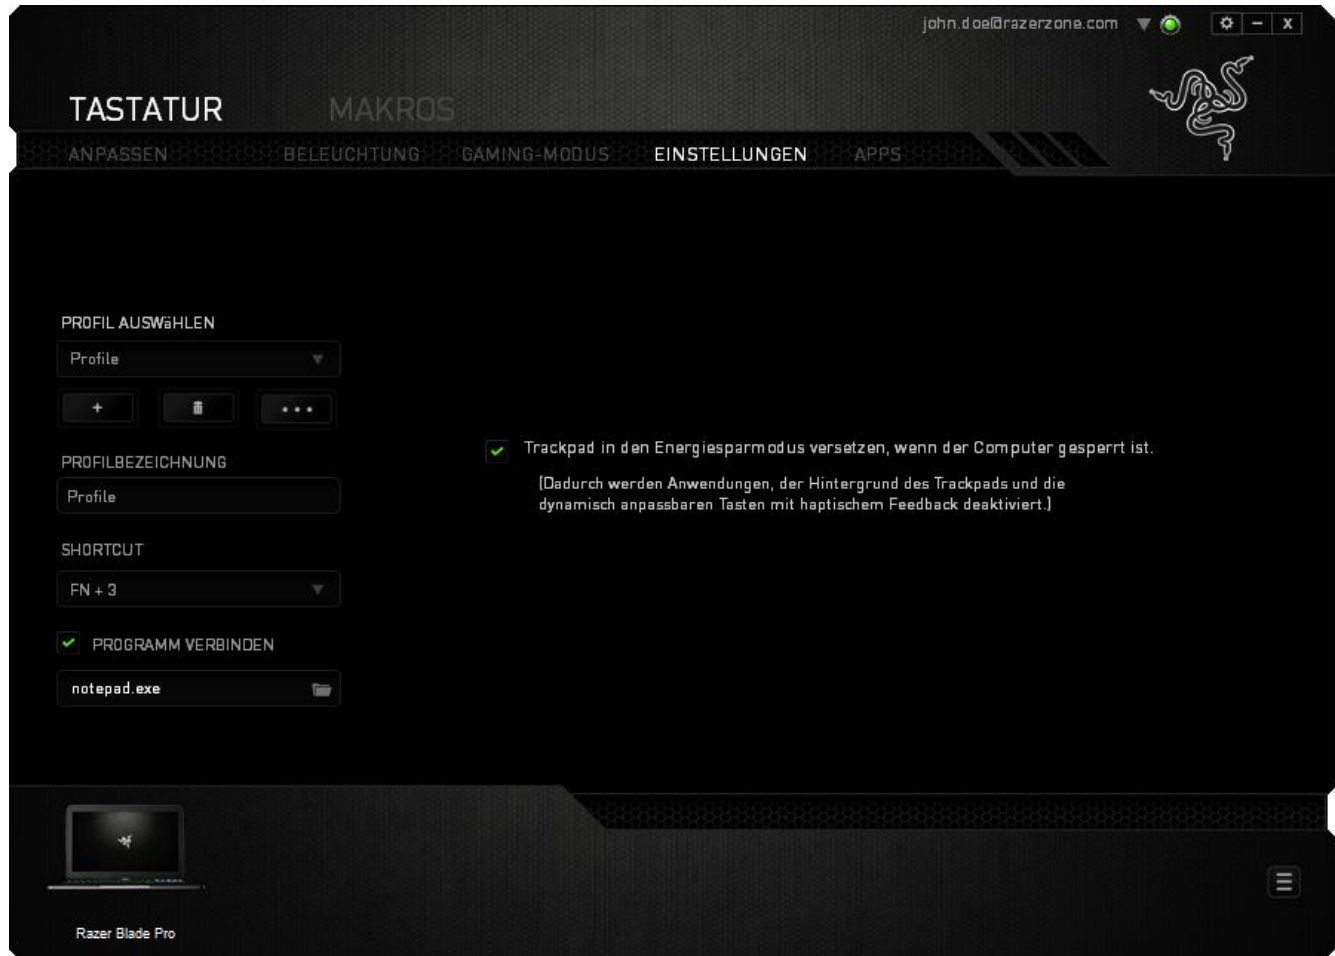 john.doe@razerzone.com
TASTATUR MAKROS
ANPASSEN BELEUCHTUNG GAMING-MODUS EINSTELLUNGEN APPS
PROFIL AUSWäHLEN
Profile
Trackpad in den Energiesparmodus versetzen, wenn der Computer gesperrt ist.
(Dadurch werden Anwendungen, der Hintergrund des Trackpads und die
dynamisch anpassbaren Tasten mit haptischem Feedback deaktiviert.)
PROFILBEZEICHNUNG
Profile
SHORTCUT
FN + 3
PROGRAMM VERBINDEN
notepad.exe
Razer Blade Pro